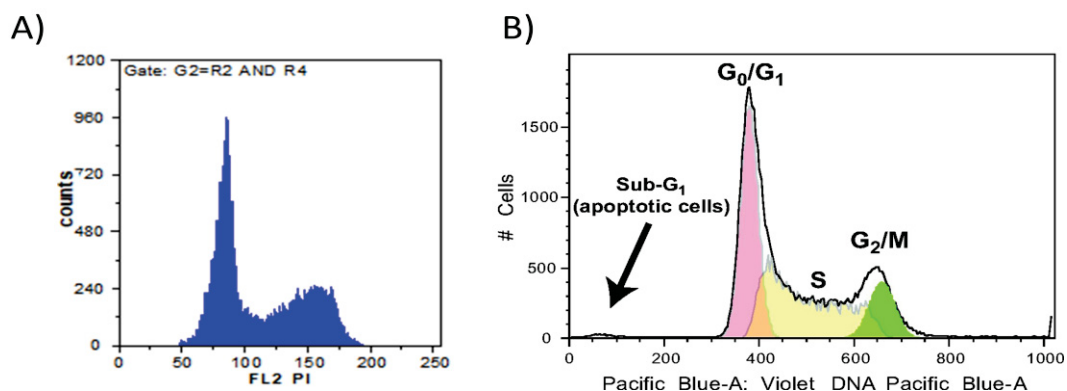 A)
1200
960
720
480
240
0
counts
Gate: G2=R2 AND R4
0
50
100
150
200
250
FL2 PI
B)
1500
1000
500
0
# Cells
G₀/G₁
Sub-G₁
(apoptotic cells)
S
G₂/M
0
200
400
600
800
1000
Pacific Blue-A: Violet DNA Pacific Blue-A